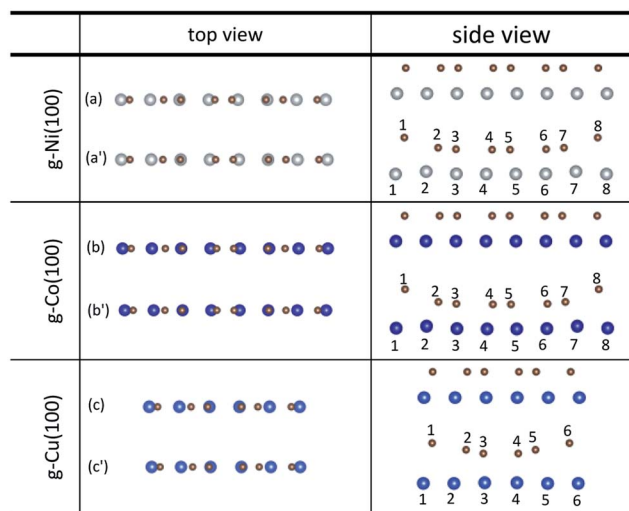 top view side view
g-Ni(100)
(a)
1 2 3 4 5 6 7 8
(a')
1 2 3 4 5 6 7 8
g-Co(100)
(b)
1 2 3 4 5 6 7 8
(b')
1 2 3 4 5 6 7 8
g-Cu(100)
(c)
1 2 3 4 5 6
(c')
1 2 3 4 5 6